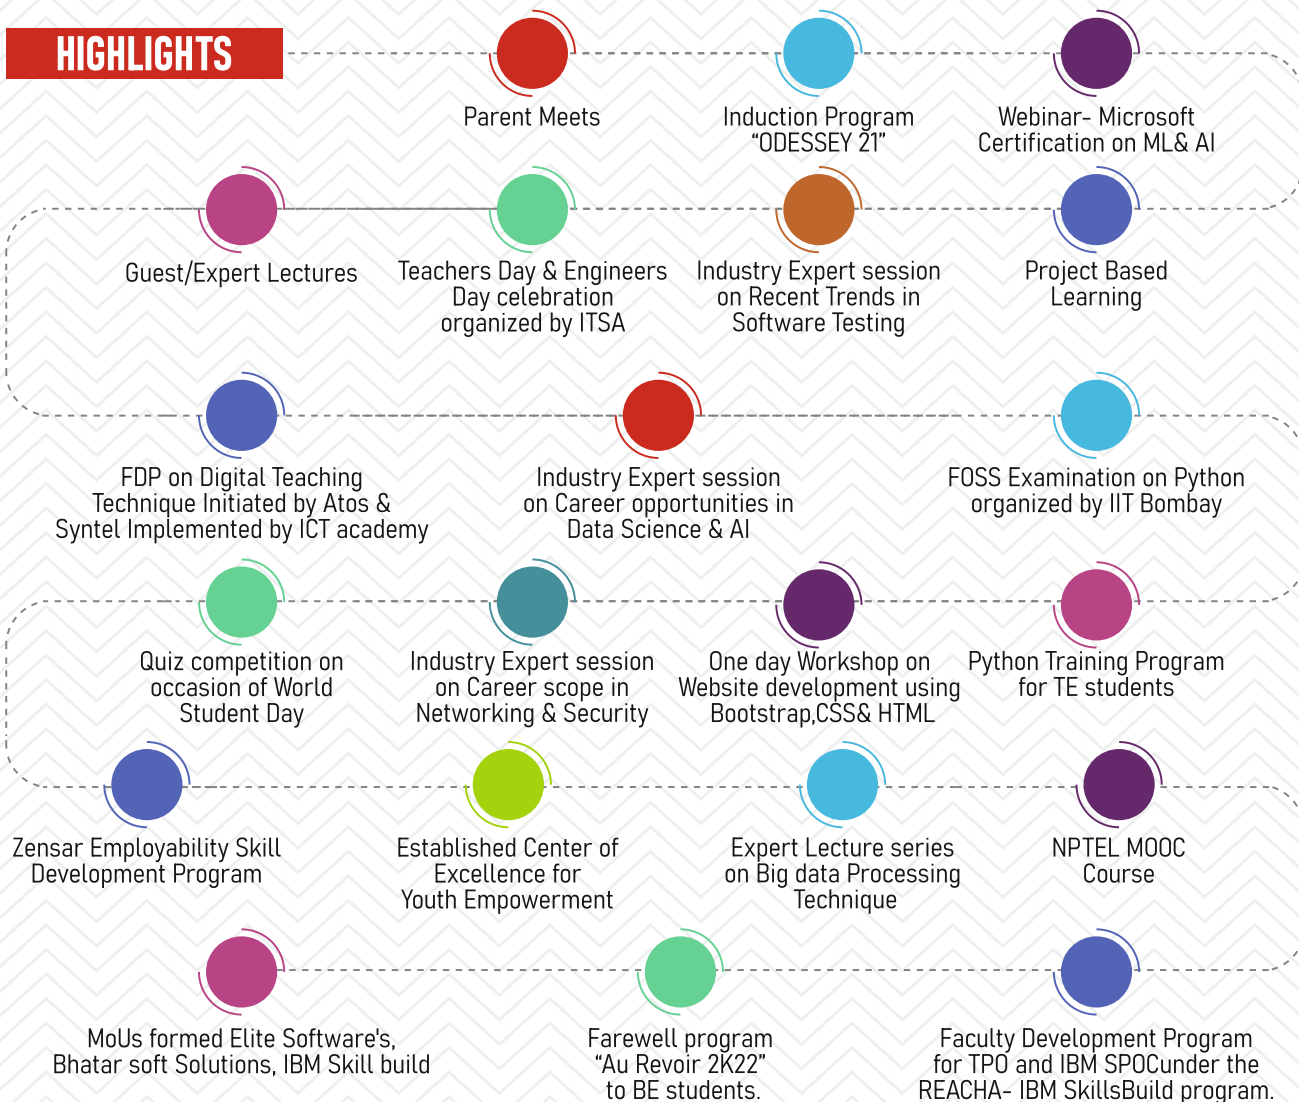 HIGHLIGHTS
Parent Meets
Induction Program
“ODESSEY 21”
Webinar- Microsoft
Certification on ML& AI
Guest/Expert Lectures
Teachers Day & Engineers
Day celebration
organized by ITSA
Industry Expert session
on Recent Trends in
Software Testing
Project Based
Learning
FDP on Digital Teaching
Technique Initiated by Atos &
Syntel Implemented by ICT academy
Industry Expert session
on Career opportunities in
Data Science & AI
FOSS Examination on Python
organized by IIT Bombay
Quiz competition on
occasion of World
Student Day
Industry Expert session
on Career scope in
Networking & Security
One day Workshop on
Website development using
Bootstrap,CSS& HTML
Python Training Program
for TE students
Zensar Employability Skill
Development Program
Established Center of
Excellence for
Youth Empowerment
Expert Lecture series
on Big data Processing
Technique
NPTEL MOOC
Course
MoUs formed Elite Software's,
Bhatar soft Solutions, IBM Skill build
Farewell program
“Au Revoir 2K22”
to BE students.
Faculty Development Program
for TPO and IBM SPOCunder the
REACHA- IBM SkillsBuild program.